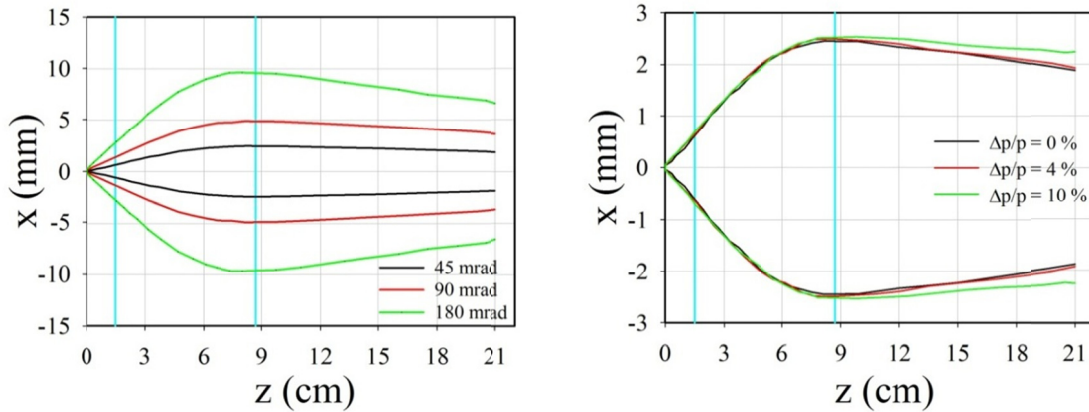 15
10
5
0
-5
-10
-15
x (mm)
45 mrad
90 mrad
180 mrad
0 3 6 9 12 15 18 21
z (cm)
3
2
1
0
-1
-2
-3
x (mm)
Δp/p = 0 %
Δp/p = 4 %
Δp/p = 10 %
0 3 6 9 12 15 18 21
z (cm)